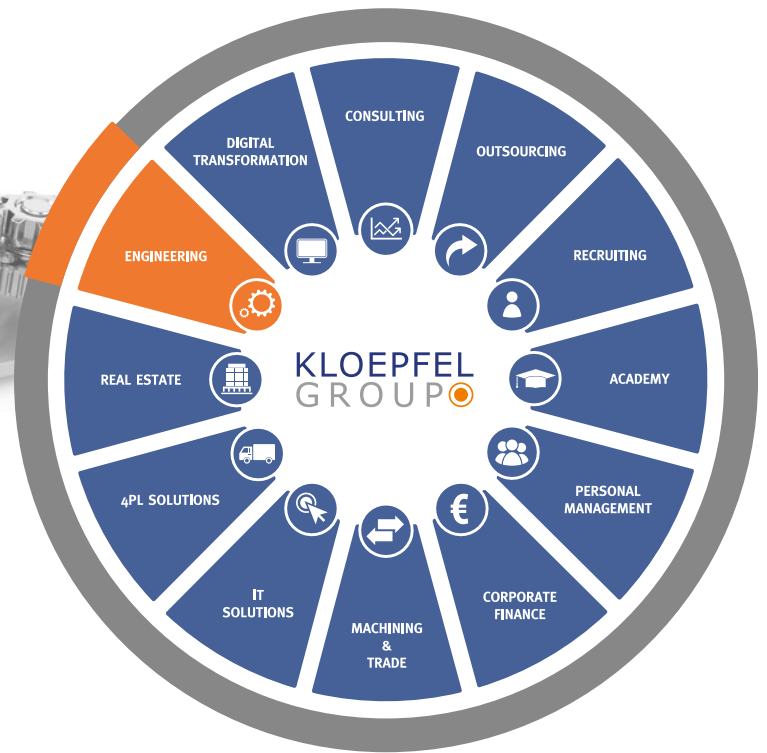 CONSULTING
OUTSOURCING
RECRUITING
ACADEMY
PERSONAL
MANAGEMENT
CORPORATE
FINANCE
MACHINING
&
TRADE
IT
SOLUTIONS
4PL SOLUTIONS
REAL ESTATE
ENGINEERING
DIGITAL
TRANSFORMATION
KLOEPFEL
GROUP
€